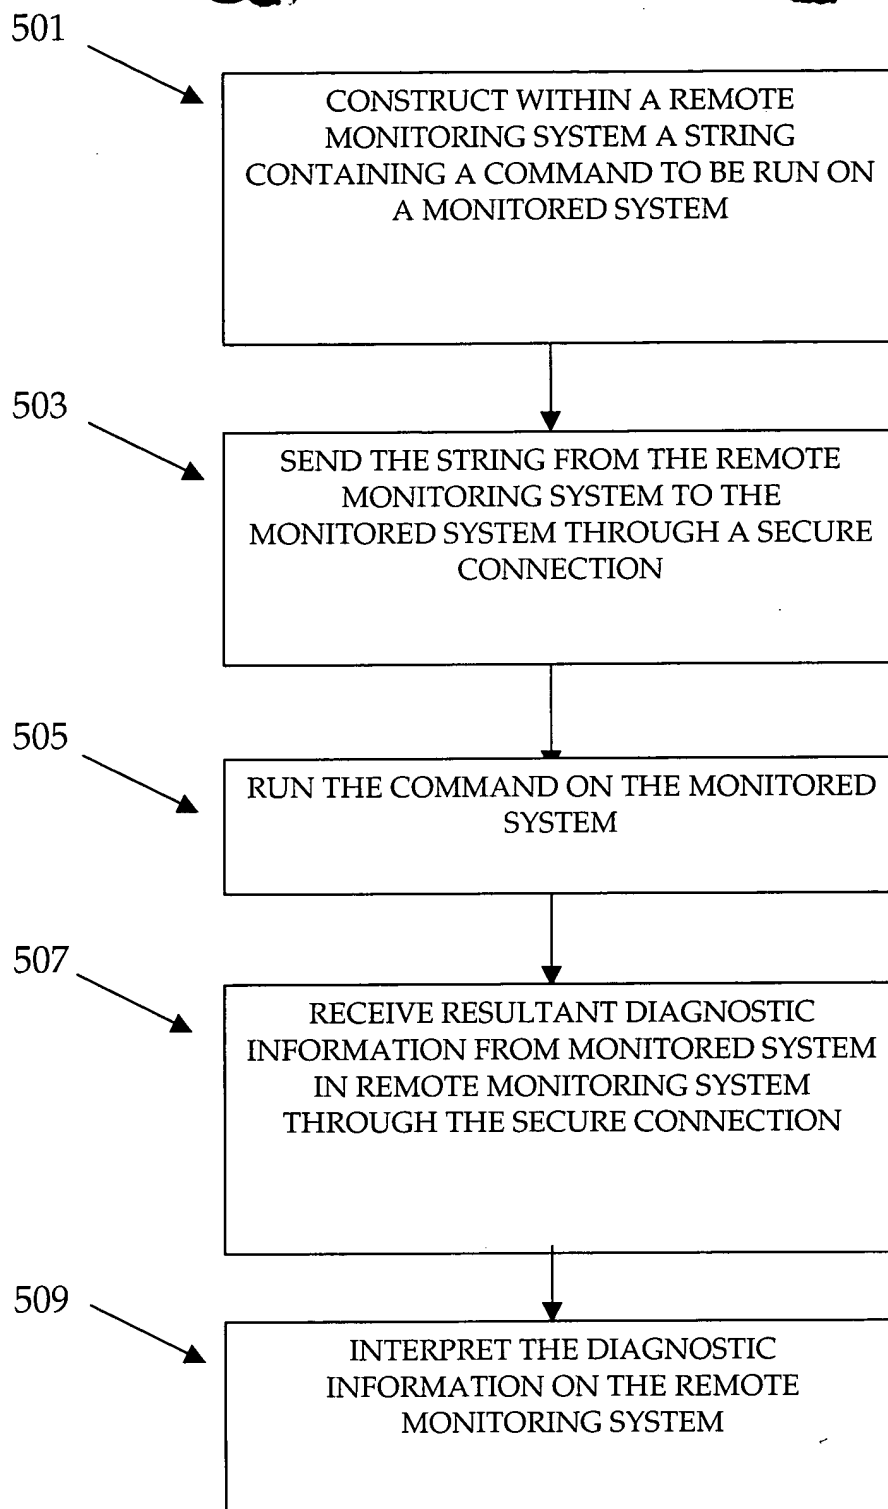 501
CONSTRUCT WITHIN A REMOTE
MONITORING SYSTEM A STRING
CONTAINING A COMMAND TO BE RUN ON
A MONITORED SYSTEM
503
SEND THE STRING FROM THE REMOTE
MONITORING SYSTEM TO THE
MONITORED SYSTEM THROUGH A SECURE
CONNECTION
505
RUN THE COMMAND ON THE MONITORED
SYSTEM
507
RECEIVE RESULTANT DIAGNOSTIC
INFORMATION FROM MONITORED SYSTEM
IN REMOTE MONITORING SYSTEM
THROUGH THE SECURE CONNECTION
509
INTERPRET THE DIAGNOSTIC
INFORMATION ON THE REMOTE
MONITORING SYSTEM